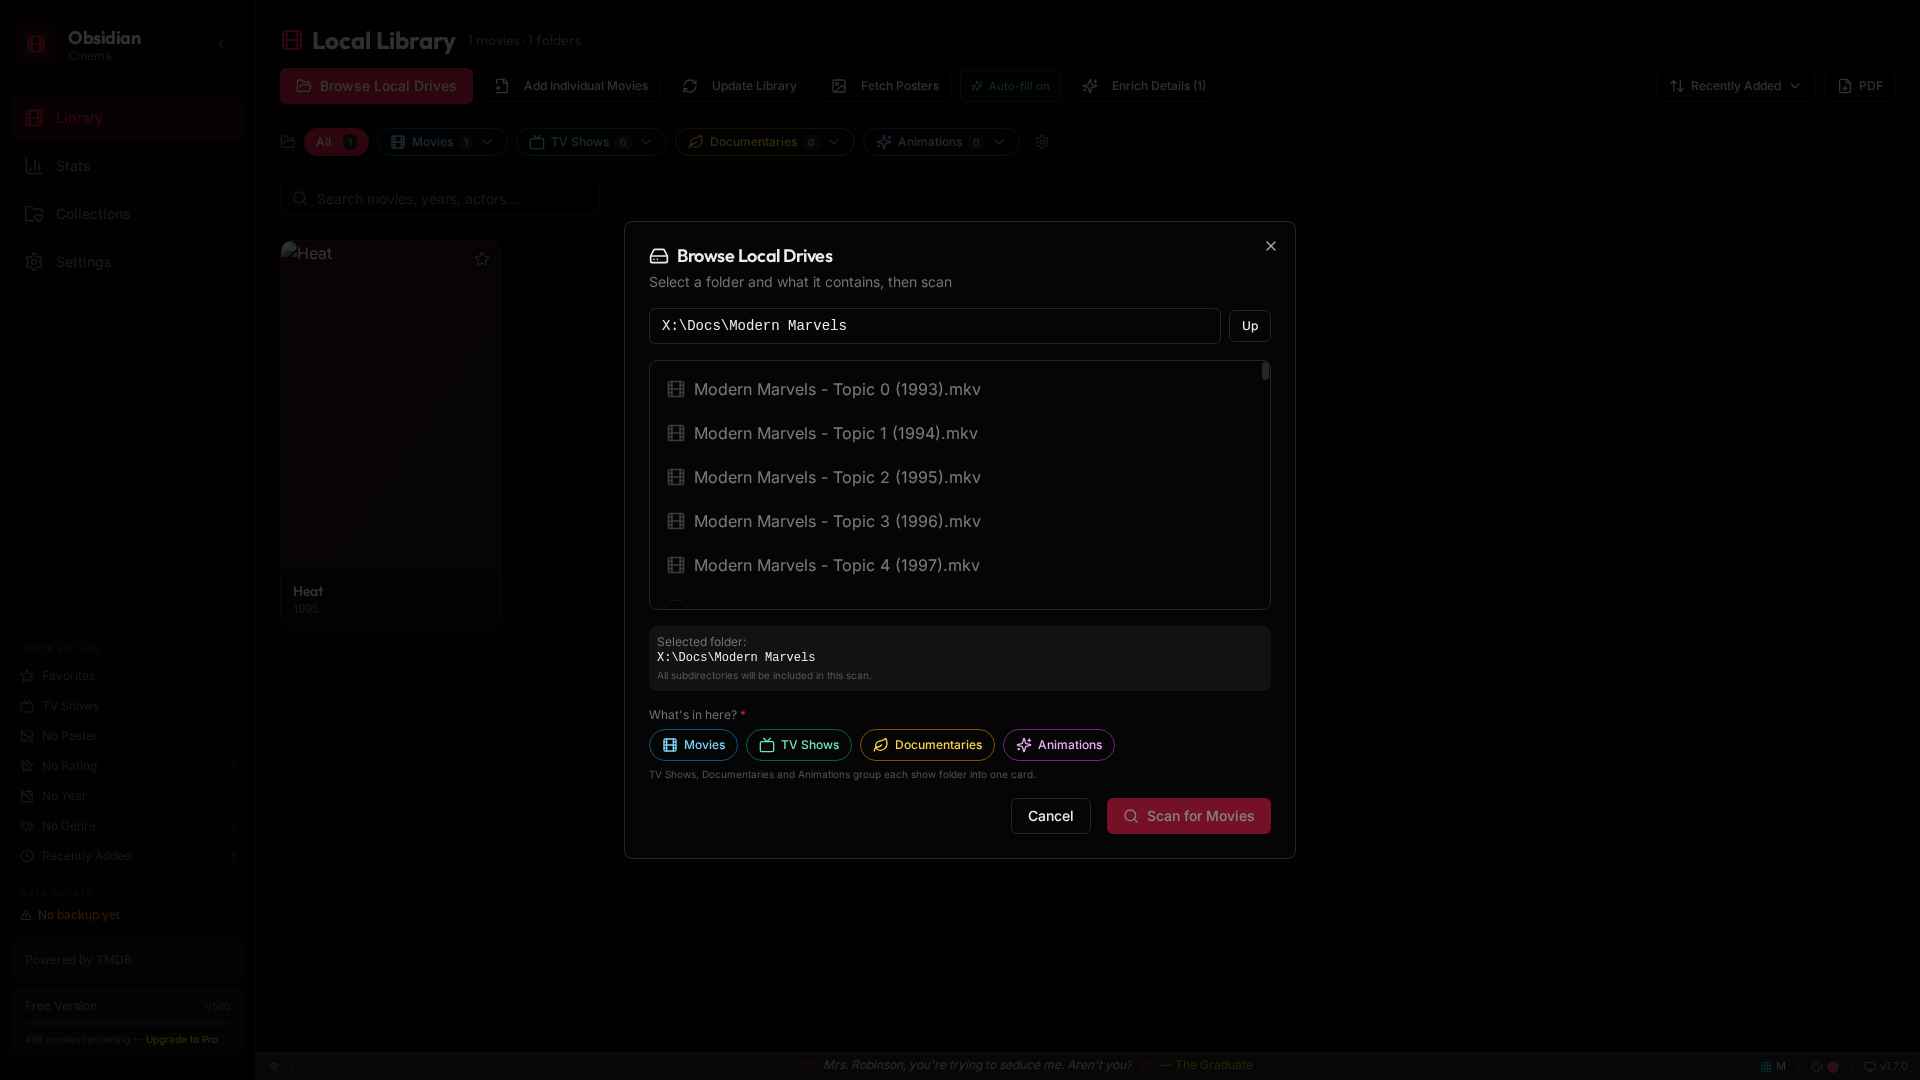 Obsidian
Cinema
Library
Stats
Collections
Settings
Favorites
TV Shows
No Poster
No Rating
No Year
No Genre
Recently Added
No backup yet
Powered by TMDB
Free Version
Upgrade to Pro
Local Library
1 movies · 1 folders
Browse Local Drives
Add Individual Movies
Update Library
Fetch Posters
Auto-fill on
Enrich Details (1)
Recently Added
PDF
All 1
Movies 1
TV Shows 0
Documentaries 0
Animations 0
Search movies, years, actors...
Heat
Heat
1995
Browse Local Drives
Select a folder and what it contains, then scan
X:\Docs\Modern Marvels
Up
Modern Marvels - Topic 0 (1993).mkv
Modern Marvels - Topic 1 (1994).mkv
Modern Marvels - Topic 2 (1995).mkv
Modern Marvels - Topic 3 (1996).mkv
Modern Marvels - Topic 4 (1997).mkv
Selected folder:
X:\Docs\Modern Marvels
All subdirectories will be included in this scan.
What's in here? *
Movies
TV Shows
Documentaries
Animations
TV Shows, Documentaries and Animations group each show folder into one card.
Cancel
Scan for Movies
Mrs. Robinson, you're trying to seduce me. Aren't you? — The Graduate
M
v1.7.0